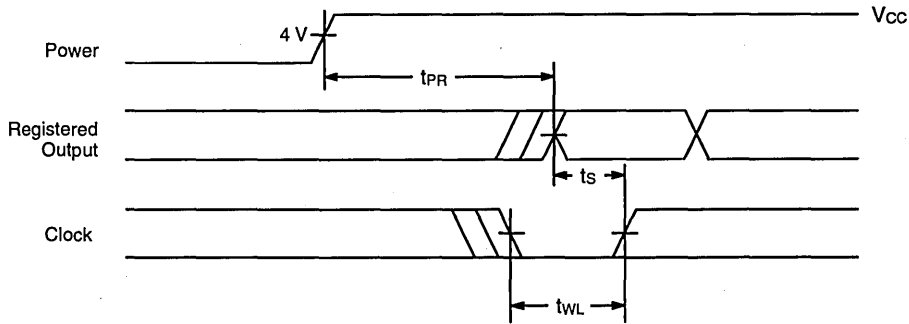 VCC
4 V
Power
tPR
Registered
Output
tS
Clock
tWL